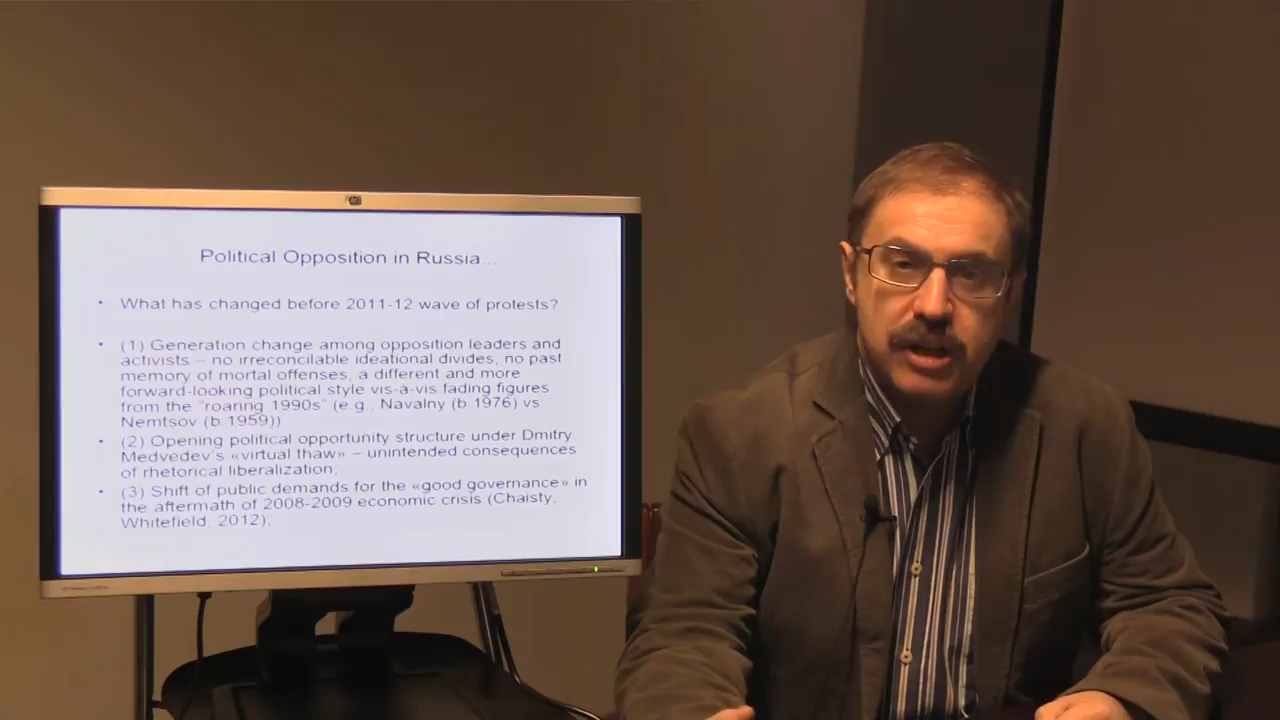 hp
Political Opposition in Russia...
• What has changed before 2011-12 wave of protests?
• (1) Generation change among opposition leaders and
activists – no irreconcilable ideational divides, no past
memory of mortal offenses, a different and more
forward-looking political style vis-à-vis fading figures
from the "roaring 1990s" (e.g., Navalny (b.1976) vs.
Nemtsov (b.1959))
• (2) Opening political opportunity structure under Dmitry
Medvedev's «virtual thaw» – unintended consequences
of rhetorical liberalization;
• (3) Shift of public demands for the «good governance» in
the aftermath of 2008-2009 economic crisis (Chaisty,
Whitefield, 2012);